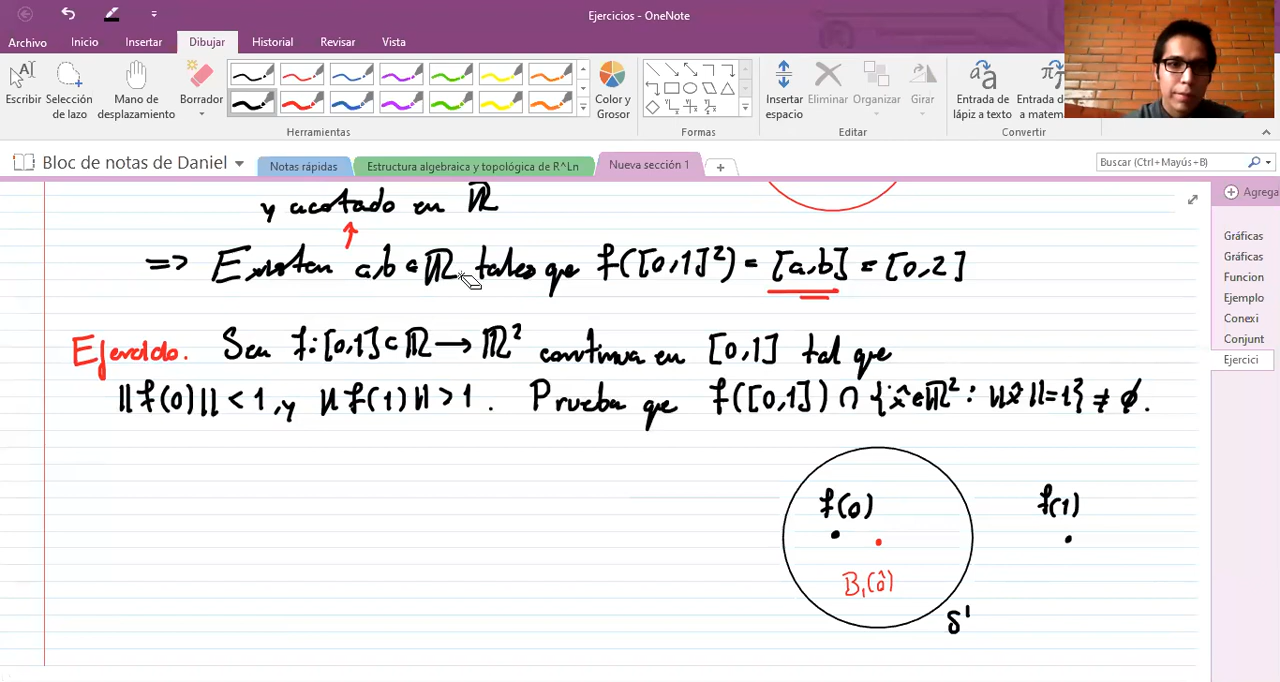 Ejercicios - OneNote
Archivo Inicio Insertar Dibujar Historial Revisar Vista
Escribir Selección de lazo Mano de desplazamiento Borrador Color y Grosor Insertar espacio Eliminar Organizar Girar Entrada de lápiz a texto Entrada de a matem
Herramientas Formas Editar Convertir
Bloc de notas de Daniel Notas rápidas Estructura algebraica y topológica de R^Ln Nueva sección 1 Buscar (Ctrl+Mayús+B)
Agrega
Gráficas
Gráficas
Funcion
Ejemplo
Conexi
Conjunt
Ejercici
y acotado en ℝ
=> Existen a,b ∈ ℝ tales que f([0,1]²) = [a,b] = [0,2]
Ejercicio. Sea f:[0,1]⊂ℝ→ℝ² continua en [0,1] tal que
||f(0)||<1, y ||f(1)||>1. Prueba que f([0,1])∩{x̂∈ℝ²: ||x̂||=1}≠∅.
f(0) f(1)
B₁(0̂)
S¹